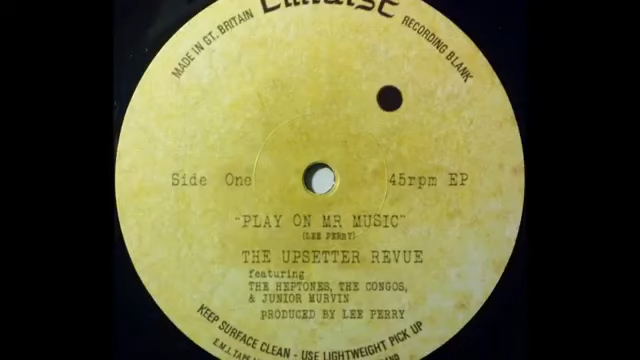 MADE IN GT. BRITAIN
RECORDING BLANK
Side One
45rpm EP
"PLAY ON MR MUSIC"
(LEE PERRY)
THE UPSETTER REVUE
featuring
THE HEPTONES, THE CONGOS,
& JUNIOR MURVIN
PRODUCED BY LEE PERRY
KEEP SURFACE CLEAN - USE LIGHTWEIGHT PICK UP
E.M.I. TAPE